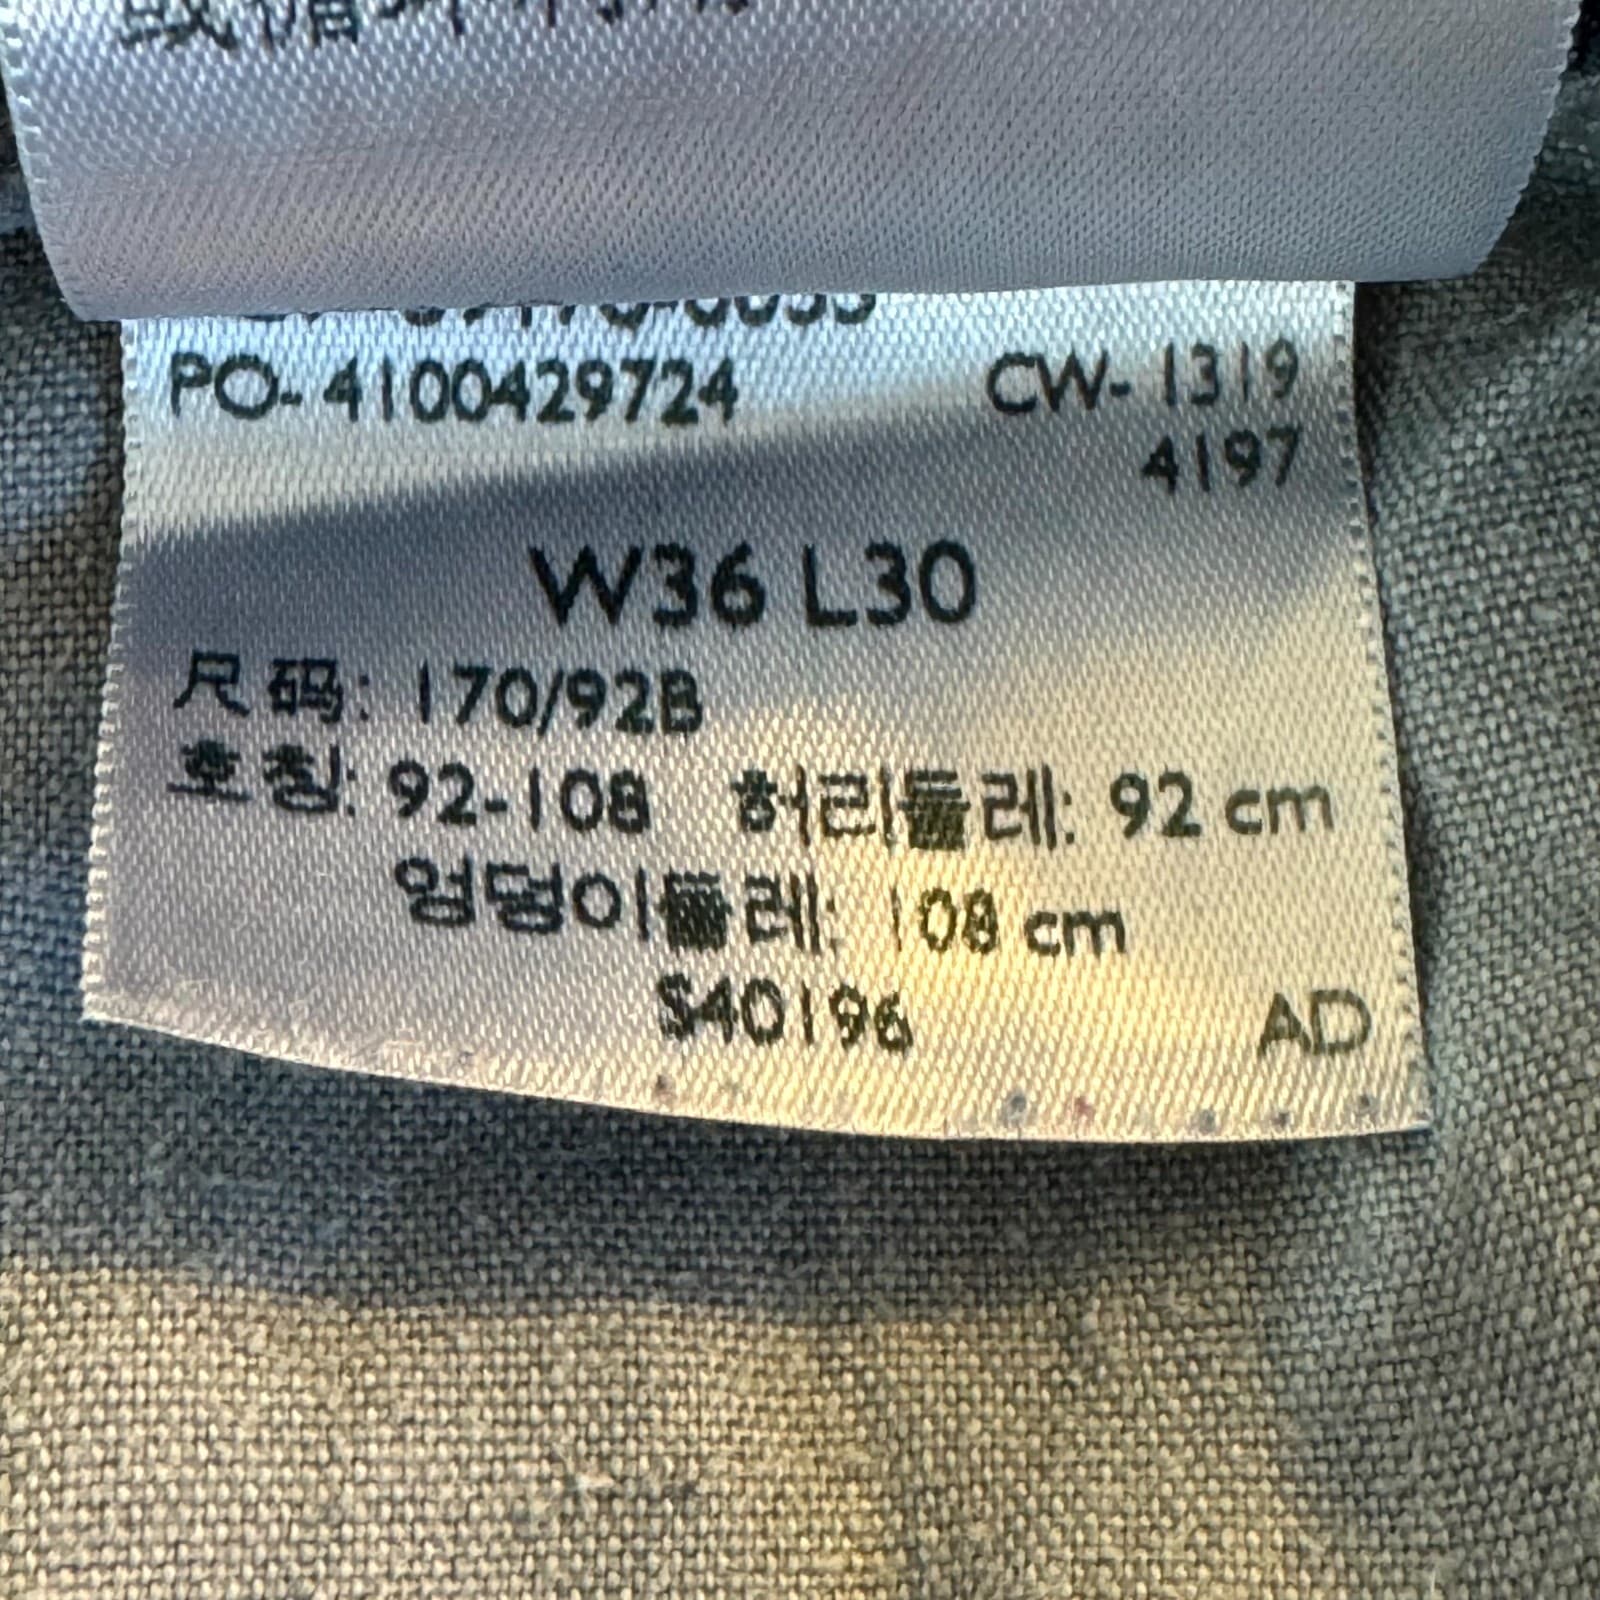 PO- 4100429724 CW- 1319
4197
W36 L30
尺码: 170/92B
호칭: 92-108 허리둘레: 92 cm
엉덩이둘레: 108 cm
S40196 AD